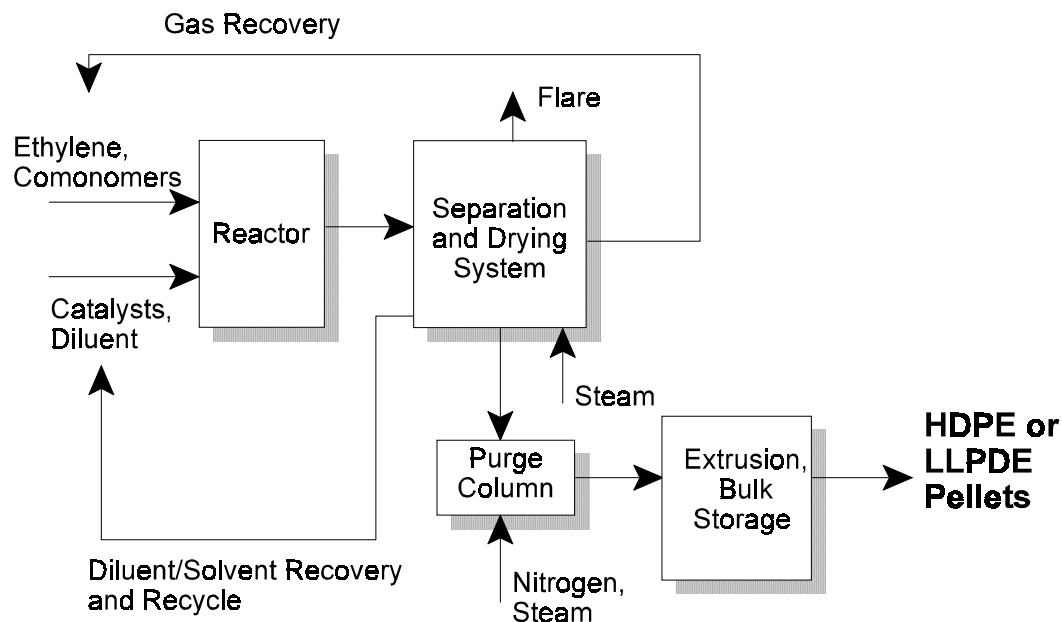 Gas Recovery
Flare
Ethylene,
Comonomers
Reactor
Separation
and Drying
System
Catalysts,
Diluent
Steam
Purge
Column
Extrusion,
Bulk
Storage
HDPE or
LLPDE
Pellets
Diluent/Solvent Recovery
and Recycle
Nitrogen,
Steam